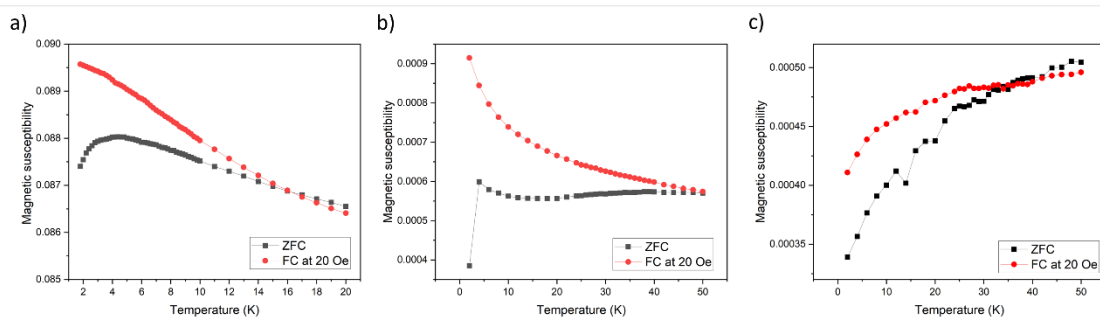 a)
0.090
0.089
0.088
0.087
0.086
0.085
Magnetic susceptibility
2 4 6 8 10 12 14 16 18 20
Temperature (K)
ZFC
FC at 20 Oe
b)
0.0009
0.0008
0.0007
0.0006
0.0005
0.0004
Magnetic susceptibility
0 10 20 30 40 50
Temperature (K)
ZFC
FC at 20 Oe
c)
0.00050
0.00045
0.00040
0.00035
Magnetic susceptibility
0 10 20 30 40 50
Temperature (K)
ZFC
FC at 20 Oe